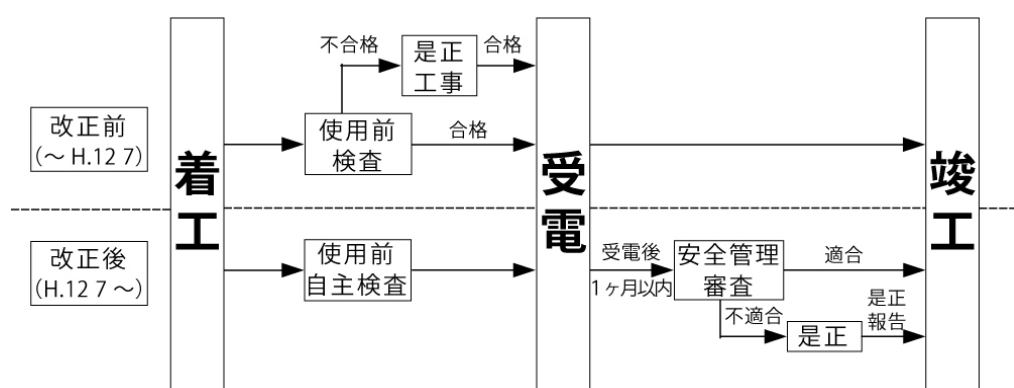 改正前
(～ H.12 7)
着工
不合格
是正
工事
合格
使用前
検査
合格
受電
竣工
改正後
(H.12 7 ～)
使用前
自主検査
受電後
1ヶ月以内
安全管理
審査
適合
不適合
是正
是正
報告